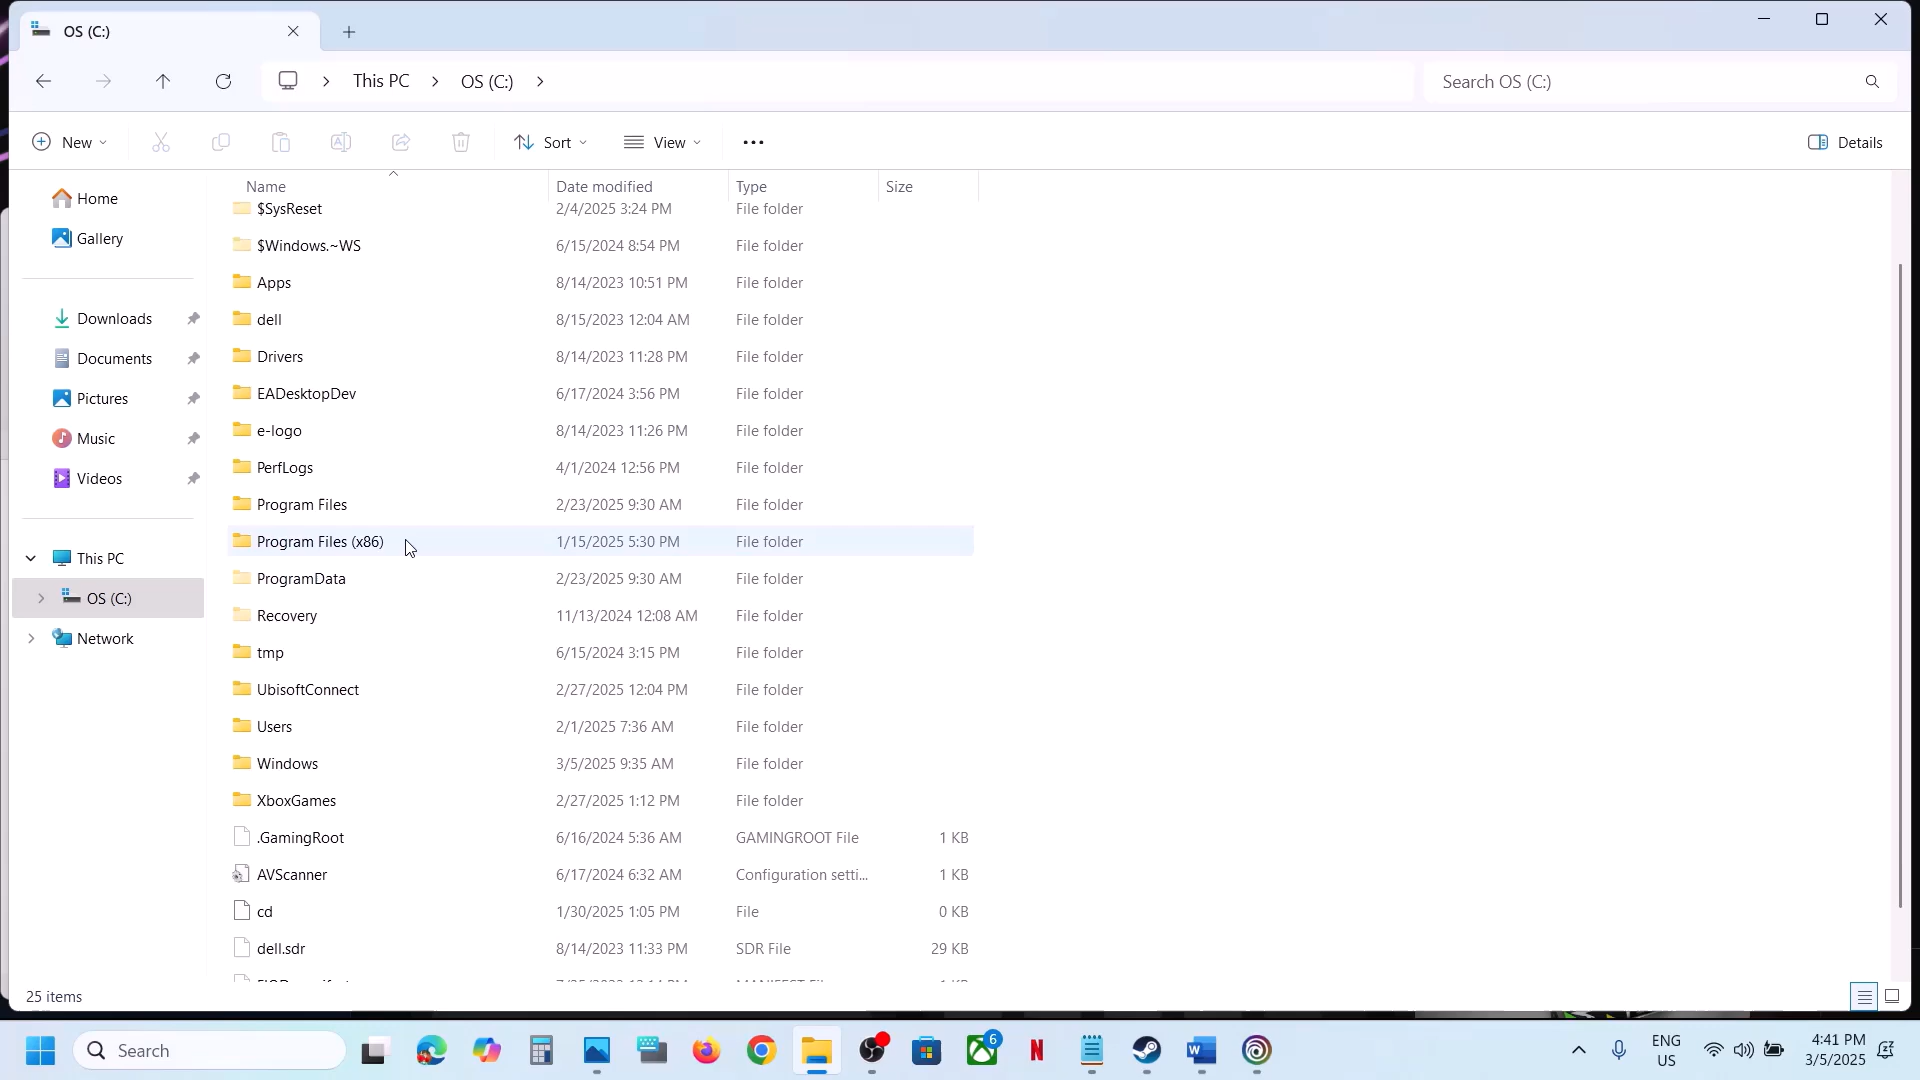 OS (C:)
This PC
OS (C:)
Search OS (C:)
New
Sort
View
Details
Name
Date modified
Type
Size
Home
Gallery
Downloads
Documents
Pictures
Music
Videos
This PC
OS (C:)
Network
$SysReset 2/4/2025 3:24 PM File folder
$Windows.~WS 6/15/2024 8:54 PM File folder
Apps 8/14/2023 10:51 PM File folder
dell 8/15/2023 12:04 AM File folder
Drivers 8/14/2023 11:28 PM File folder
EADesktopDev 6/17/2024 3:56 PM File folder
e-logo 8/14/2023 11:26 PM File folder
PerfLogs 4/1/2024 12:56 PM File folder
Program Files 2/23/2025 9:30 AM File folder
Program Files (x86) 1/15/2025 5:30 PM File folder
ProgramData 2/23/2025 9:30 AM File folder
Recovery 11/13/2024 12:08 AM File folder
tmp 6/15/2024 3:15 PM File folder
UbisoftConnect 2/27/2025 12:04 PM File folder
Users 2/1/2025 7:36 AM File folder
Windows 3/5/2025 9:35 AM File folder
XboxGames 2/27/2025 1:12 PM File folder
.GamingRoot 6/16/2024 5:36 AM GAMINGROOT File 1 KB
AVScanner 6/17/2024 6:32 AM Configuration setti... 1 KB
cd 1/30/2025 1:05 PM File 0 KB
dell.sdr 8/14/2023 11:33 PM SDR File 29 KB
25 items
Search
6
ENG
US
4:41 PM
3/5/2025